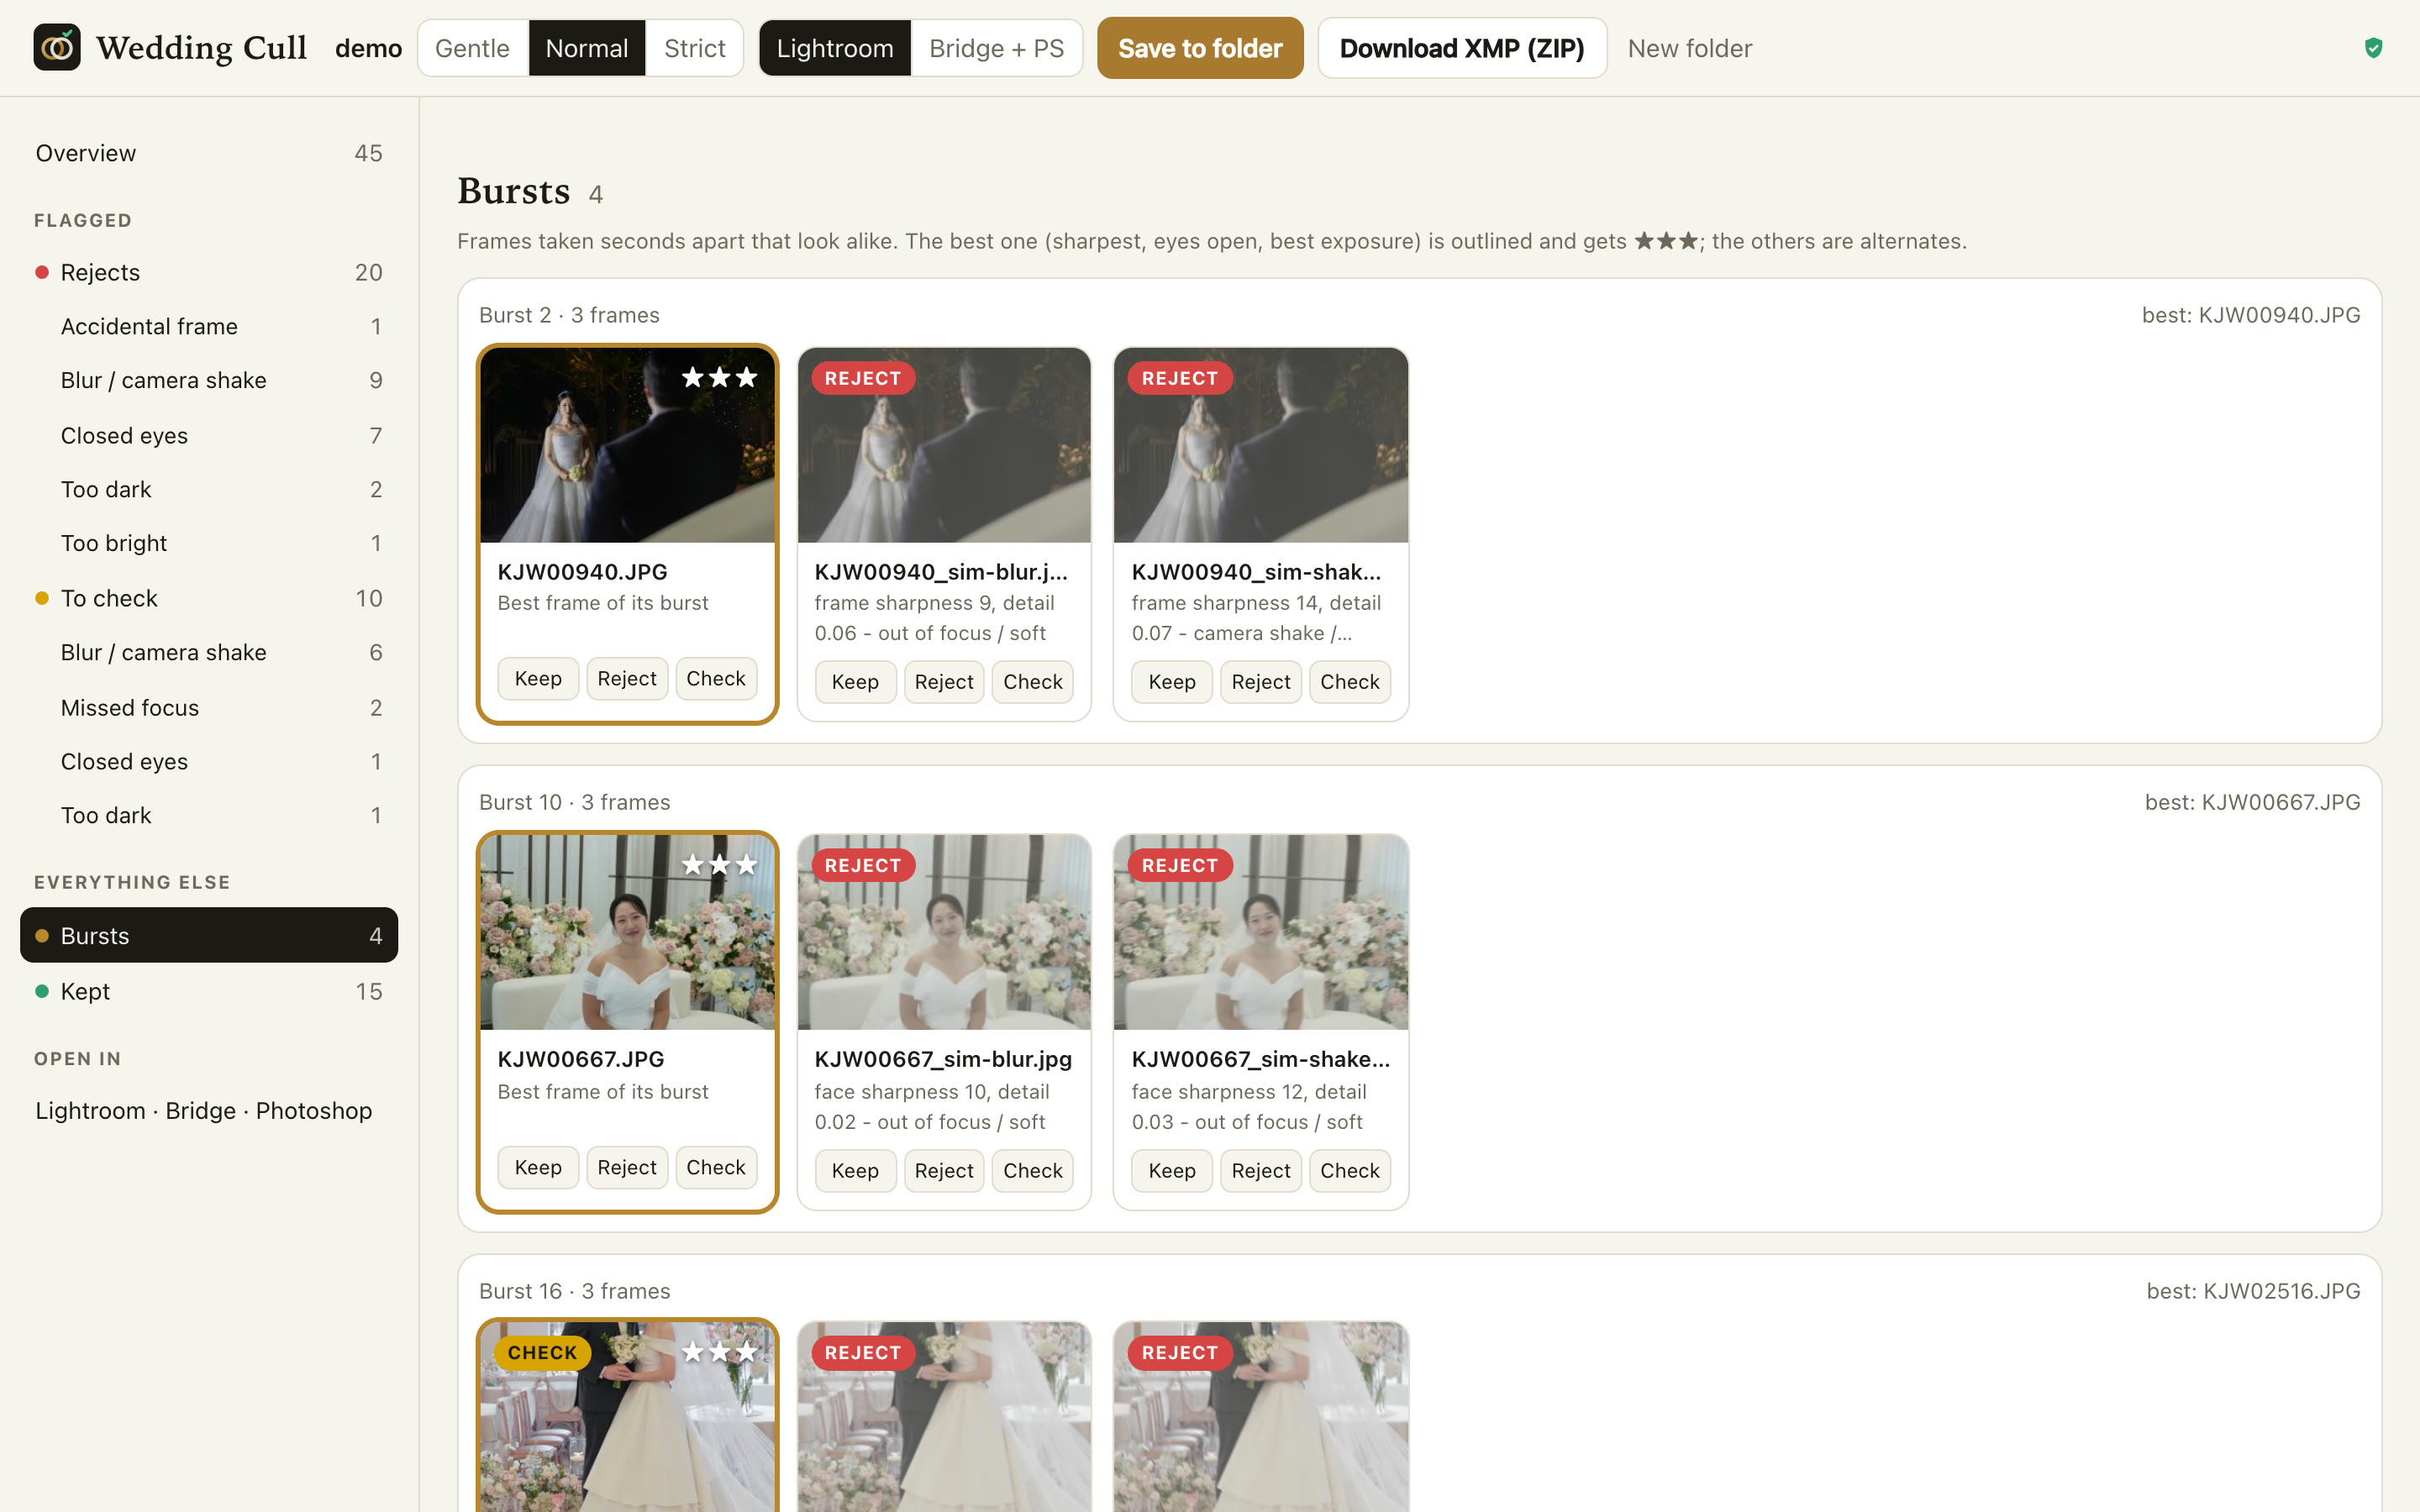 Wedding Cull demo Gentle Normal Strict Lightroom Bridge + PS Save to folder Download XMP (ZIP) New folder
Overview 45
FLAGGED
Rejects 20
Accidental frame 1
Blur / camera shake 9
Closed eyes 7
Too dark 2
Too bright 1
To check 10
Blur / camera shake 6
Missed focus 2
Closed eyes 1
Too dark 1
EVERYTHING ELSE
Bursts 4
Kept 15
OPEN IN
Lightroom · Bridge · Photoshop
Bursts 4
Frames taken seconds apart that look alike. The best one (sharpest, eyes open, best exposure) is outlined and gets ★★★; the others are alternates.
Burst 2 · 3 frames best: KJW00940.JPG
★★★
KJW00940.JPG
Best frame of its burst
Keep Reject Check
REJECT
KJW00940_sim-blur.j...
frame sharpness 9, detail
0.06 - out of focus / soft
Keep Reject Check
REJECT
KJW00940_sim-shak...
frame sharpness 14, detail
0.07 - camera shake /...
Keep Reject Check
Burst 10 · 3 frames best: KJW00667.JPG
★★★
KJW00667.JPG
Best frame of its burst
Keep Reject Check
REJECT
KJW00667_sim-blur.jpg
face sharpness 10, detail
0.02 - out of focus / soft
Keep Reject Check
REJECT
KJW00667_sim-shake...
face sharpness 12, detail
0.03 - out of focus / soft
Keep Reject Check
Burst 16 · 3 frames best: KJW02516.JPG
CHECK ★★★
REJECT
REJECT